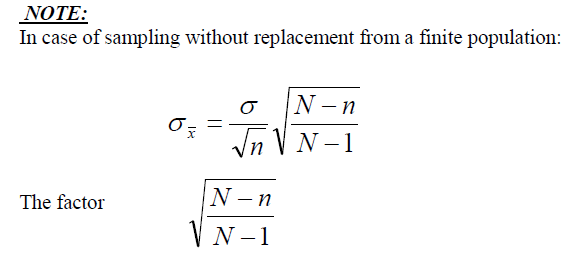 NOTE:
In case of sampling without replacement from a finite population:
σ_x̄ = σ/√n √((N − n)/(N − 1))
The factor √((N − n)/(N − 1))